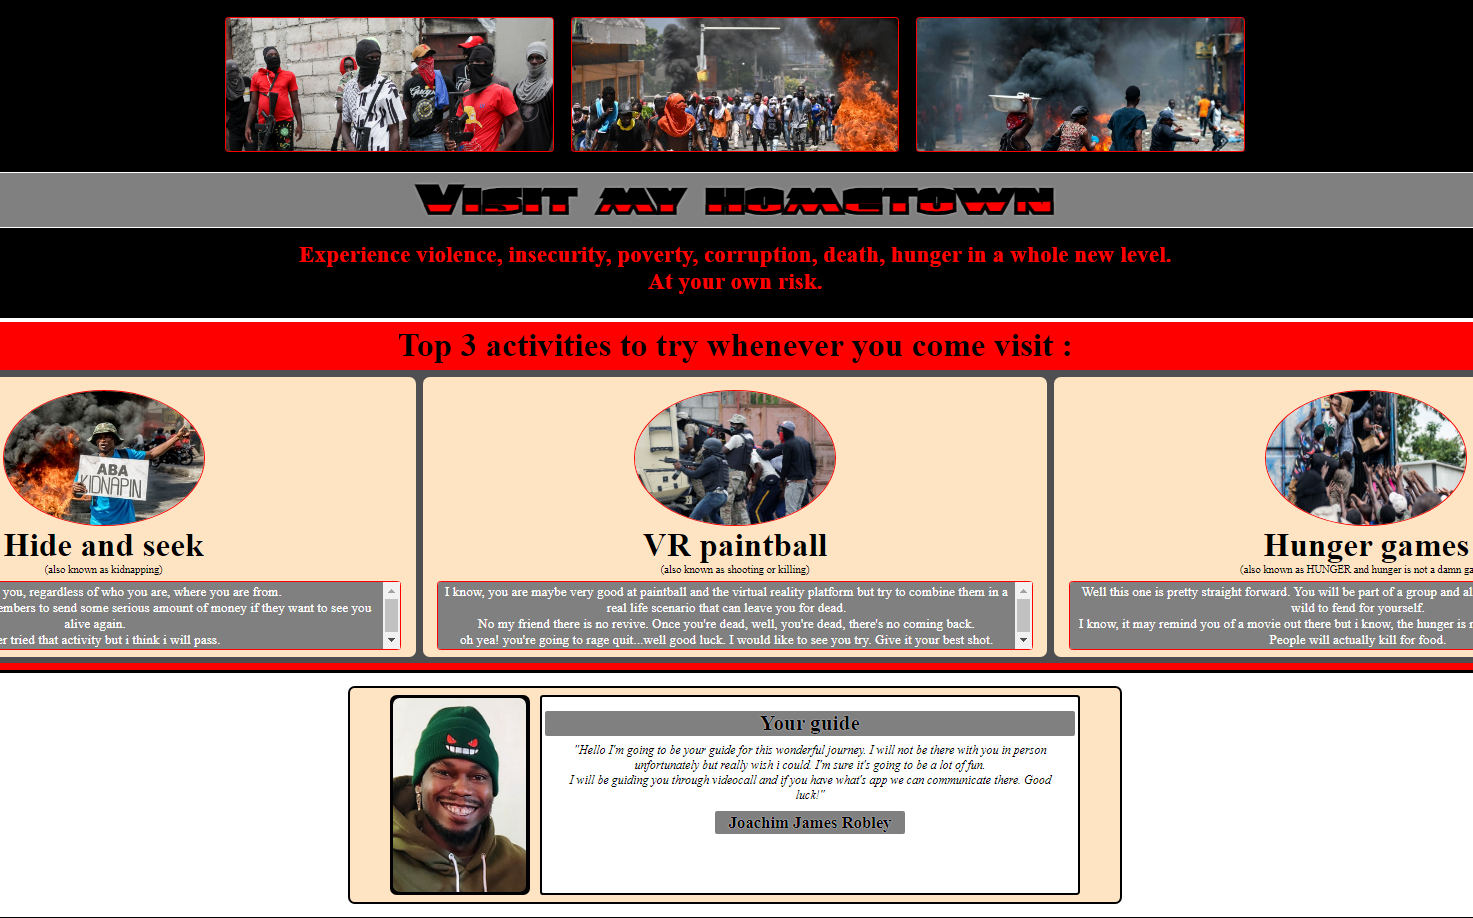 Visit my hometown
Experience violence, insecurity, poverty, corruption, death, hunger in a whole new level.
At your own risk.
Top 3 activities to try whenever you come visit :
ABA
KIDNAPIN
Hide and seek
(also known as kidnapping)
you, regardless of who you are, where you are from.
embers to send some serious amount of money if they want to see you
alive again.
er tried that activity but i think i will pass.
VR paintball
(also known as shooting or killing)
I know, you are maybe very good at paintball and the virtual reality platform but try to combine them in a
real life scenario that can leave you for dead.
No my friend there is no revive. Once you're dead, well, you're dead, there's no coming back.
oh yea! you're going to rage quit...well good luck. I would like to see you try. Give it your best shot.
Hunger games
(also known as HUNGER and hunger is not a damn ga
Well this one is pretty straight forward. You will be part of a group and al
wild to fend for yourself.
I know, it may remind you of a movie out there but i know, the hunger is r
People will actually kill for food.
Your guide
"Hello I'm going to be your guide for this wonderful journey. I will not be there with you in person
unfortunately but really wish i could. I'm sure it's going to be a lot of fun.
I will be guiding you through videocall and if you have what's app we can communicate there. Good
luck!"
Joachim James Robley